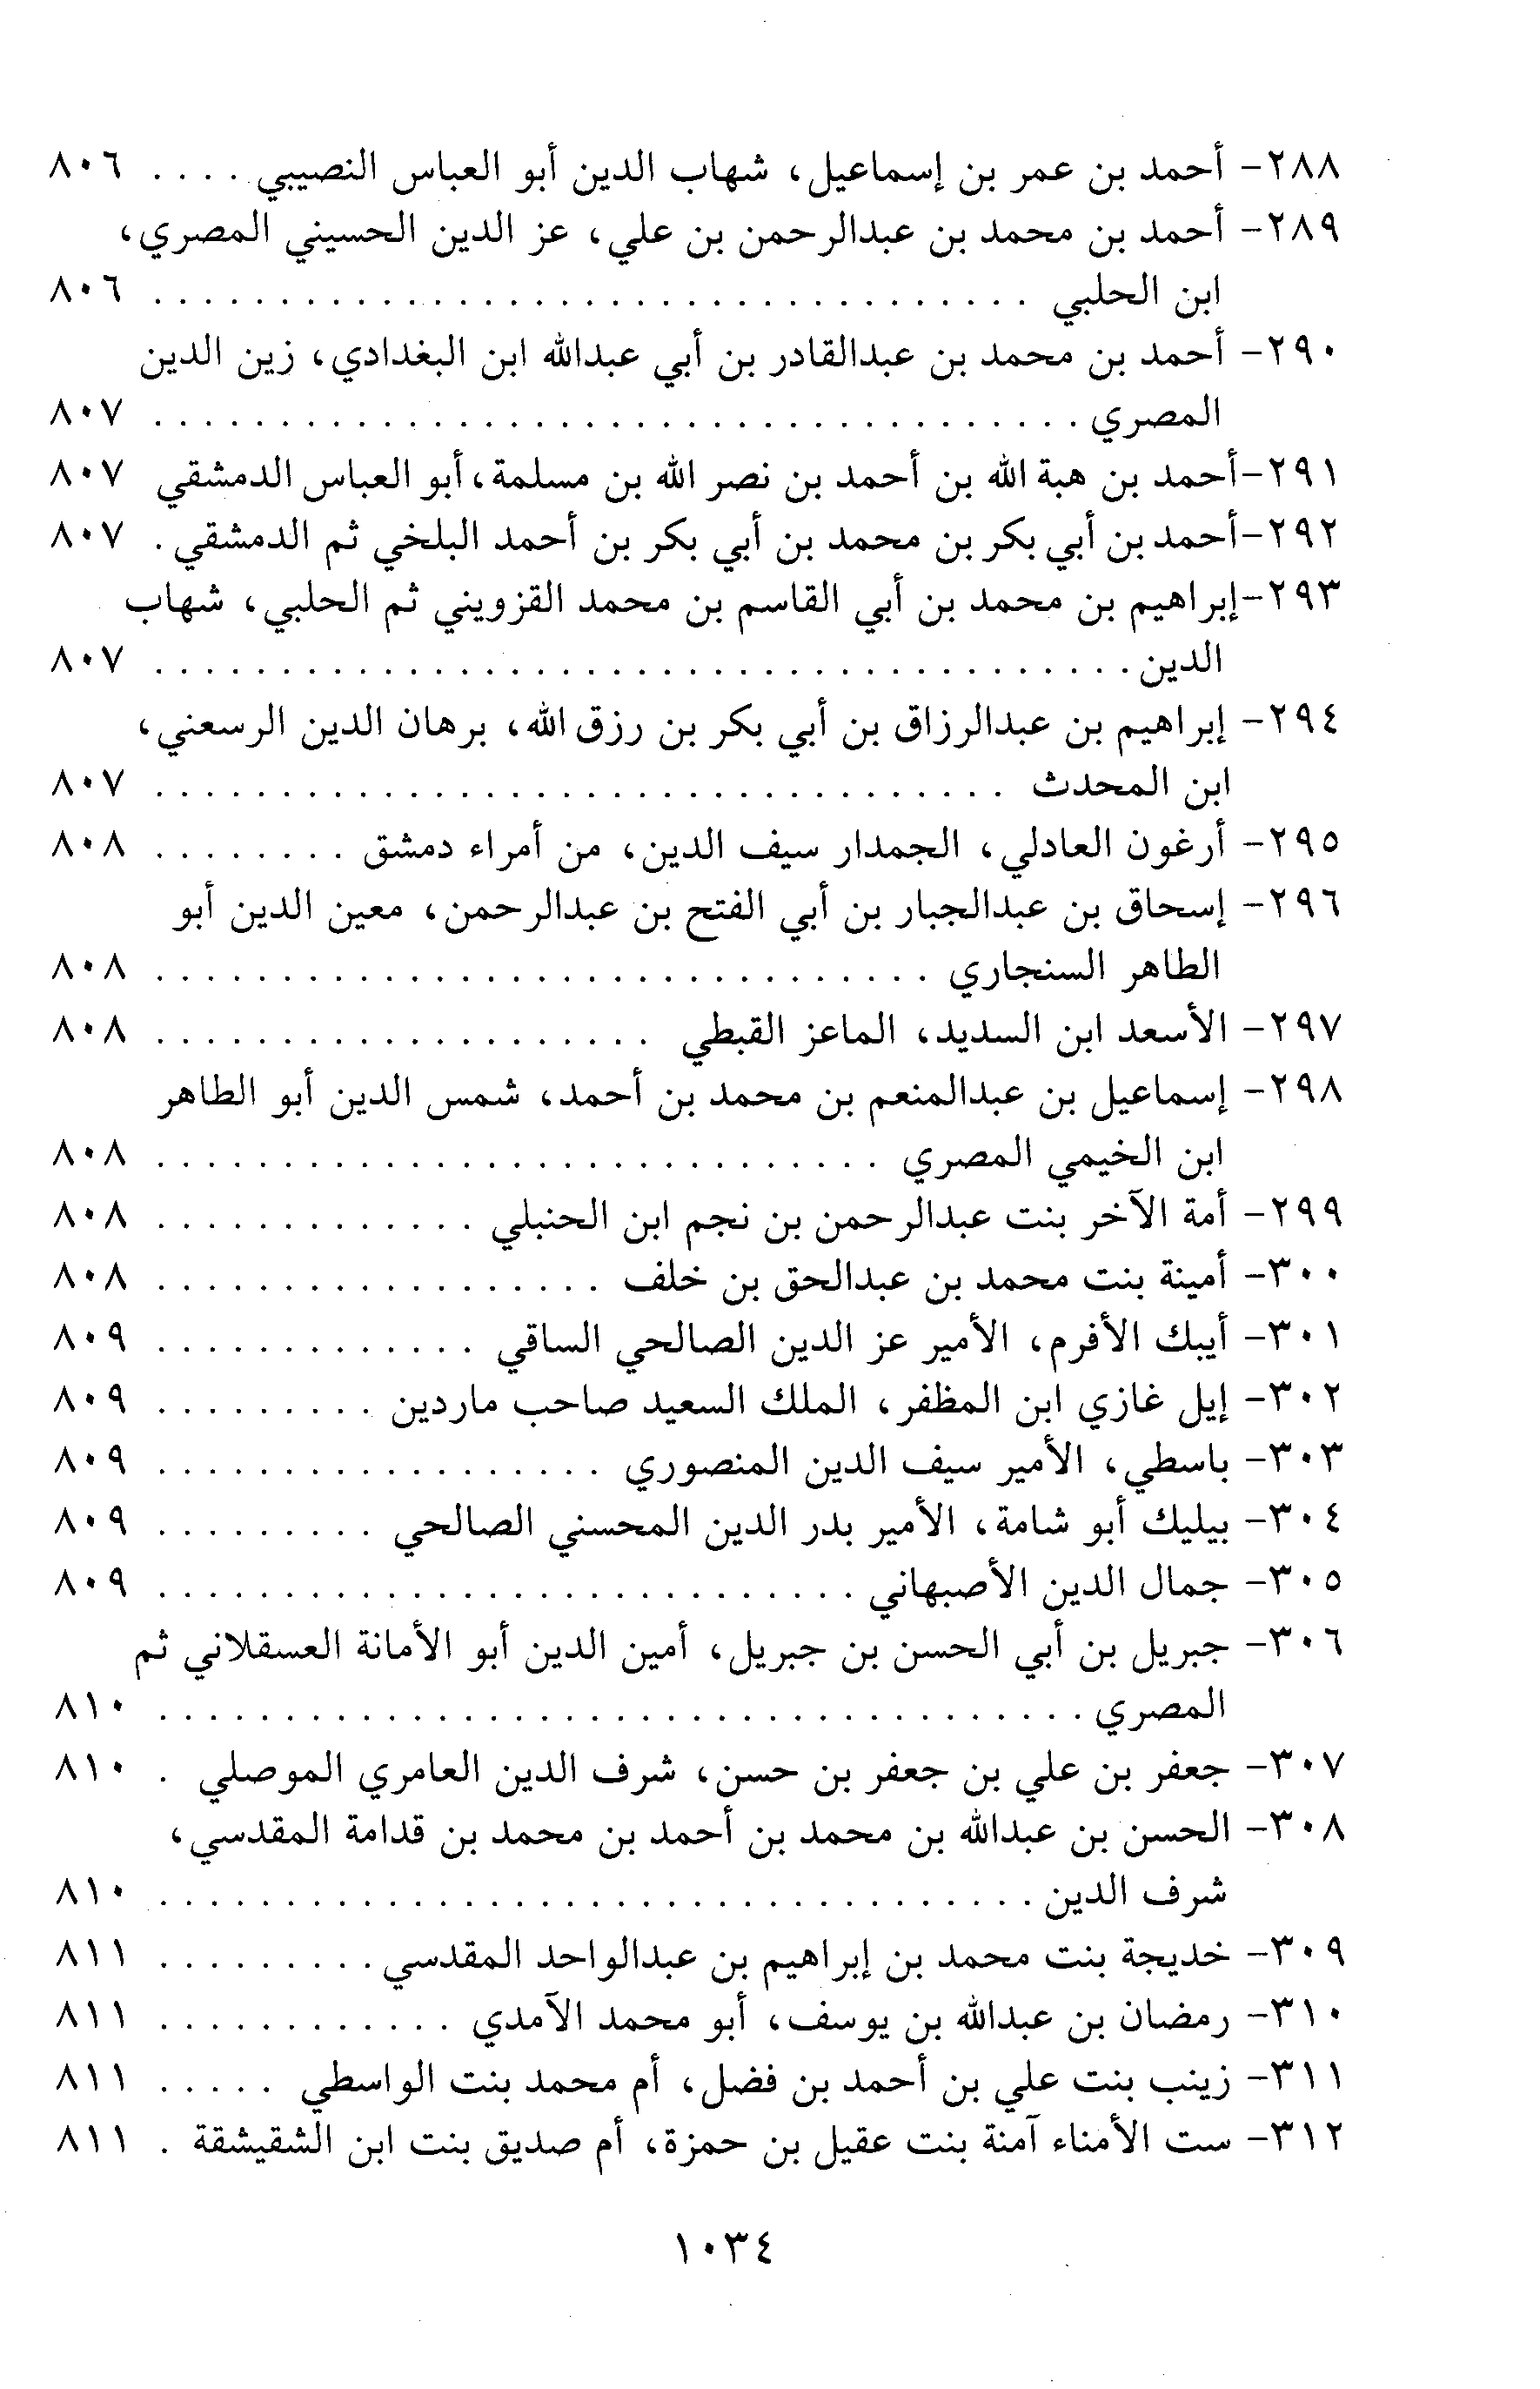 ٢٨٨- أحمد بن عمر بن إسماعيل، شهاب الدين أبو العباس النصيبي . . . . ٨٠٦
٢٨٩- أحمد بن محمد بن عبدالرحمن بن علي، عز الدين الحسيني المصري،
ابن الحلبي . . . . . . . . . . . . . . . . . . . . . . . . . . . . . . . . . . . ٨٠٦
٢٩٠- أحمد بن محمد بن عبدالقادر بن أبي عبدالله ابن البغدادي، زين الدين
المصري . . . . . . . . . . . . . . . . . . . . . . . . . . . . . . . . . . . . . ٨٠٧
٢٩١-أحمد بن هبة الله بن أحمد بن نصر الله بن مسلمة،أبو العباس الدمشقي ٨٠٧
٢٩٢-أحمد بن أبي بكر بن محمد بن أبي بكر بن أحمد البلخي ثم الدمشقي . ٨٠٧
٢٩٣-إبراهيم بن محمد بن أبي القاسم بن محمد القزويني ثم الحلبي، شهاب
الدين . . . . . . . . . . . . . . . . . . . . . . . . . . . . . . . . . . . . . . . ٨٠٧
٢٩٤- إبراهيم بن عبدالرزاق بن أبي بكر بن رزق الله، برهان الدين الرسعني،
ابن المحدث . . . . . . . . . . . . . . . . . . . . . . . . . . . . . . . . . . ٨٠٧
٢٩٥- أرغون العادلي، الجمدار سيف الدين، من أمراء دمشق . . . . . . . . ٨٠٨
٢٩٦- إسحاق بن عبدالجبار بن أبي الفتح بن عبدالرحمن، معين الدين أبو
الطاهر السنجاري . . . . . . . . . . . . . . . . . . . . . . . . . . . . . . . ٨٠٨
٢٩٧- الأسعد ابن السديد، الماعز القبطي . . . . . . . . . . . . . . . . . . . . ٨٠٨
٢٩٨- إسماعيل بن عبدالمنعم بن محمد بن أحمد، شمس الدين أبو الطاهر
ابن الخيمي المصري . . . . . . . . . . . . . . . . . . . . . . . . . . . . . ٨٠٨
٢٩٩- أمة الآخر بنت عبدالرحمن بن نجم ابن الحنبلي . . . . . . . . . . . . . ٨٠٨
٣٠٠- أمينة بنت محمد بن عبدالحق بن خلف . . . . . . . . . . . . . . . . . . ٨٠٨
٣٠١- أيبك الأفرم، الأمير عز الدين الصالحي الساقي . . . . . . . . . . . . . ٨٠٩
٣٠٢- إيل غازي ابن المظفر، الملك السعيد صاحب ماردين . . . . . . . . . ٨٠٩
٣٠٣- باسطي، الأمير سيف الدين المنصوري . . . . . . . . . . . . . . . . . . ٨٠٩
٣٠٤- بيليك أبو شامة، الأمير بدر الدين المحسني الصالحي . . . . . . . . . ٨٠٩
٣٠٥- جمال الدين الأصبهاني . . . . . . . . . . . . . . . . . . . . . . . . . . . . ٨٠٩
٣٠٦- جبريل بن أبي الحسن بن جبريل، أمين الدين أبو الأمانة العسقلاني ثم
المصري . . . . . . . . . . . . . . . . . . . . . . . . . . . . . . . . . . . . . ٨١٠
٣٠٧- جعفر بن علي بن جعفر بن حسن، شرف الدين العامري الموصلي . ٨١٠
٣٠٨- الحسن بن عبدالله بن محمد بن أحمد بن محمد بن قدامة المقدسي،
شرف الدين . . . . . . . . . . . . . . . . . . . . . . . . . . . . . . . . . . . ٨١٠
٣٠٩- خديجة بنت محمد بن إبراهيم بن عبدالواحد المقدسي . . . . . . . . . ٨١١
٣١٠- رمضان بن عبدالله بن يوسف، أبو محمد الآمدي . . . . . . . . . . . . ٨١١
٣١١- زينب بنت علي بن أحمد بن فضل، أم محمد بنت الواسطي . . . . . ٨١١
٣١٢- ست الأمناء آمنة بنت عقيل بن حمزة، أم صديق بنت ابن الشقيشقة . ٨١١
١٠٣٤